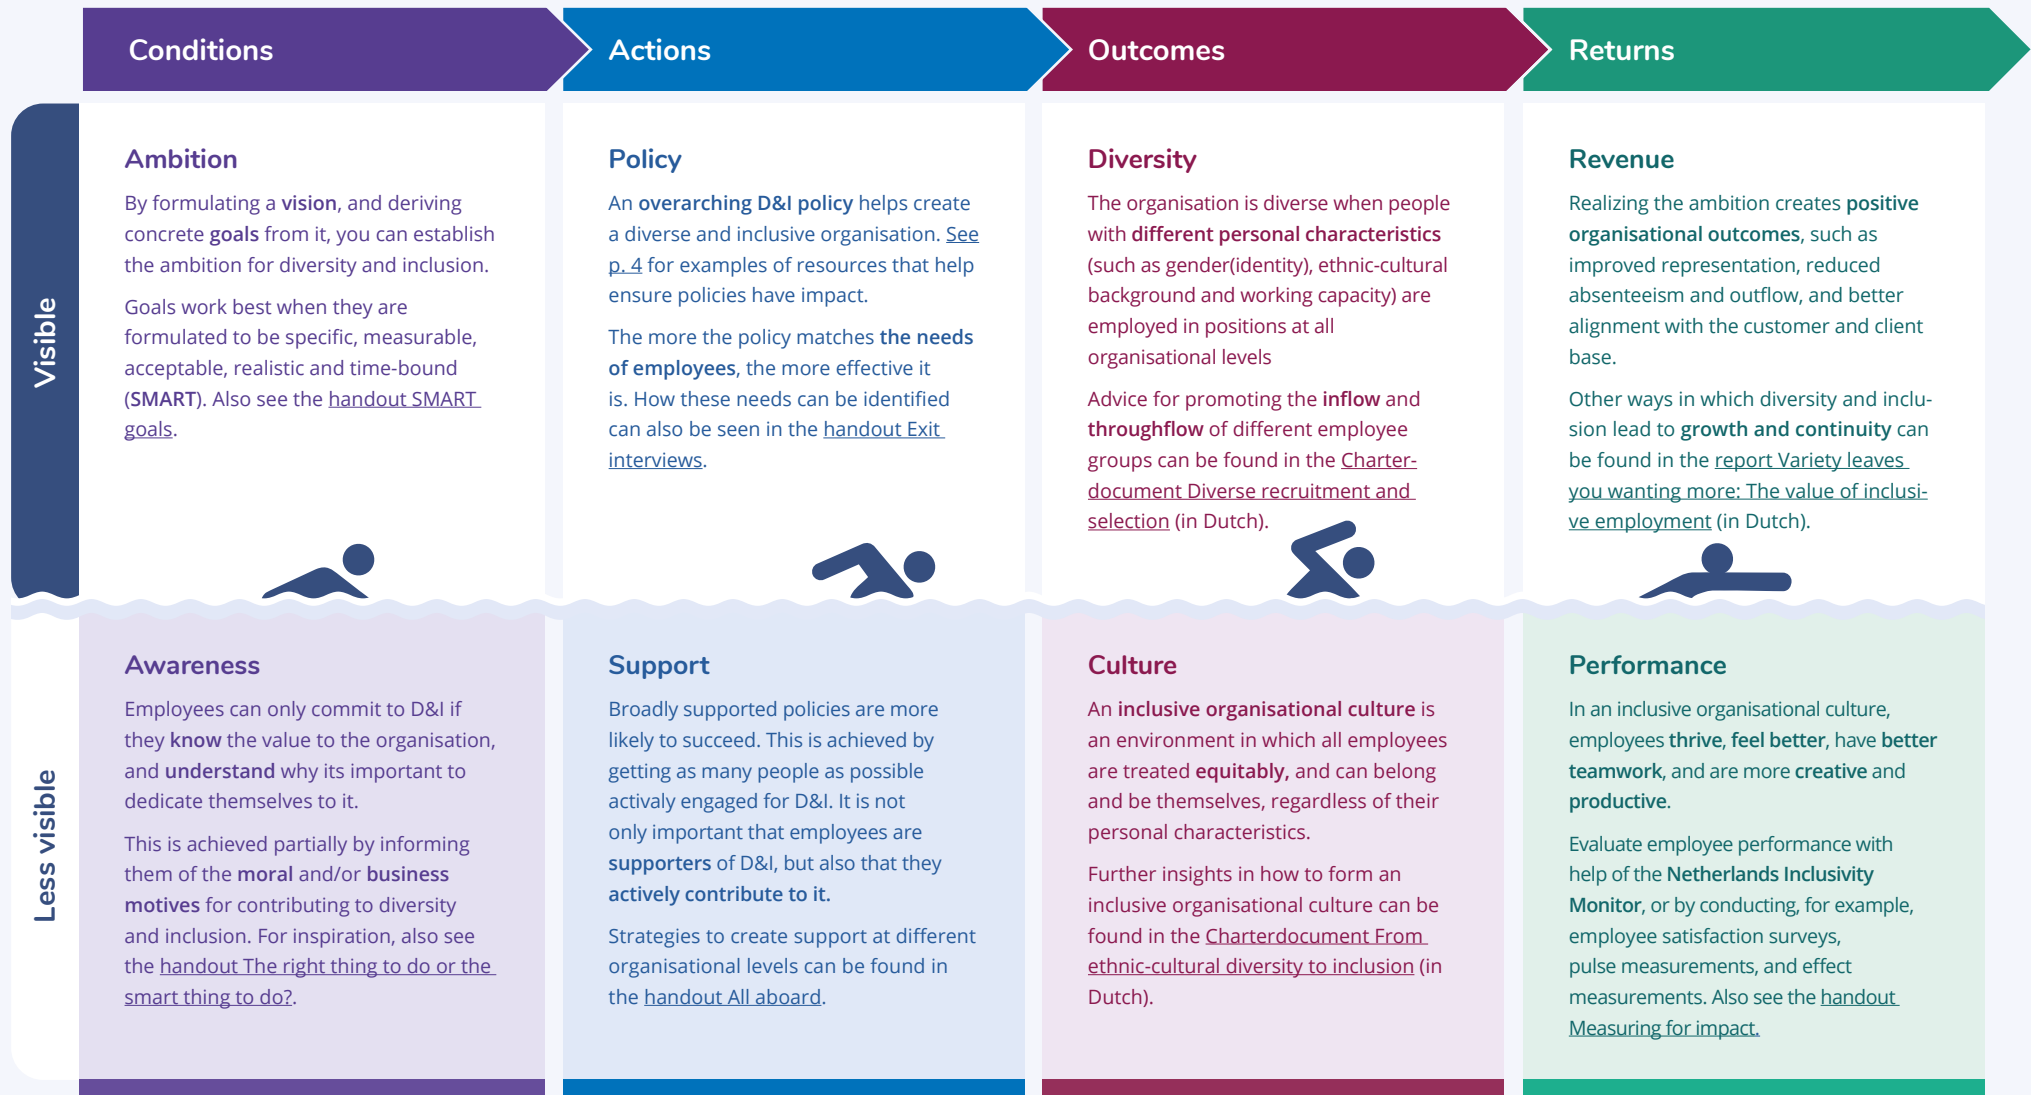 Conditions
Actions
Outcomes
Returns
Visible
Ambition
By formulating a vision, and deriving
concrete goals from it, you can establish
the ambition for diversity and inclusion.
Goals work best when they are
formulated to be specific, measurable,
acceptable, realistic and time-bound
(SMART). Also see the handout SMART
goals.
Policy
An overarching D&I policy helps create
a diverse and inclusive organisation. See
p. 4 for examples of resources that help
ensure policies have impact.
The more the policy matches the needs
of employees, the more effective it
is. How these needs can be identified
can also be seen in the handout Exit
interviews.
Diversity
The organisation is diverse when people
with different personal characteristics
(such as gender(identity), ethnic-cultural
background and working capacity) are
employed in positions at all
organisational levels
Advice for promoting the inflow and
throughflow of different employee
groups can be found in the Charter-
document Diverse recruitment and
selection (in Dutch).
Revenue
Realizing the ambition creates positive
organisational outcomes, such as
improved representation, reduced
absenteeism and outflow, and better
alignment with the customer and client
base.
Other ways in which diversity and inclu-
sion lead to growth and continuity can
be found in the report Variety leaves
you wanting more: The value of inclusi-
ve employment (in Dutch).
Less visible
Awareness
Employees can only commit to D&I if
they know the value to the organisation,
and understand why its important to
dedicate themselves to it.
This is achieved partially by informing
them of the moral and/or business
motives for contributing to diversity
and inclusion. For inspiration, also see
the handout The right thing to do or the
smart thing to do?.
Support
Broadly supported policies are more
likely to succeed. This is achieved by
getting as many people as possible
activaly engaged for D&I. It is not
only important that employees are
supporters of D&I, but also that they
actively contribute to it.
Strategies to create support at different
organisational levels can be found in
the handout All aboard.
Culture
An inclusive organisational culture is
an environment in which all employees
are treated equitably, and can belong
and be themselves, regardless of their
personal characteristics.
Further insights in how to form an
inclusive organisational culture can be
found in the Charterdocument From
ethnic-cultural diversity to inclusion (in
Dutch).
Performance
In an inclusive organisational culture,
employees thrive, feel better, have better
teamwork, and are more creative and
productive.
Evaluate employee performance with
help of the Netherlands Inclusivity
Monitor, or by conducting, for example,
employee satisfaction surveys,
pulse measurements, and effect
measurements. Also see the handout
Measuring for impact.